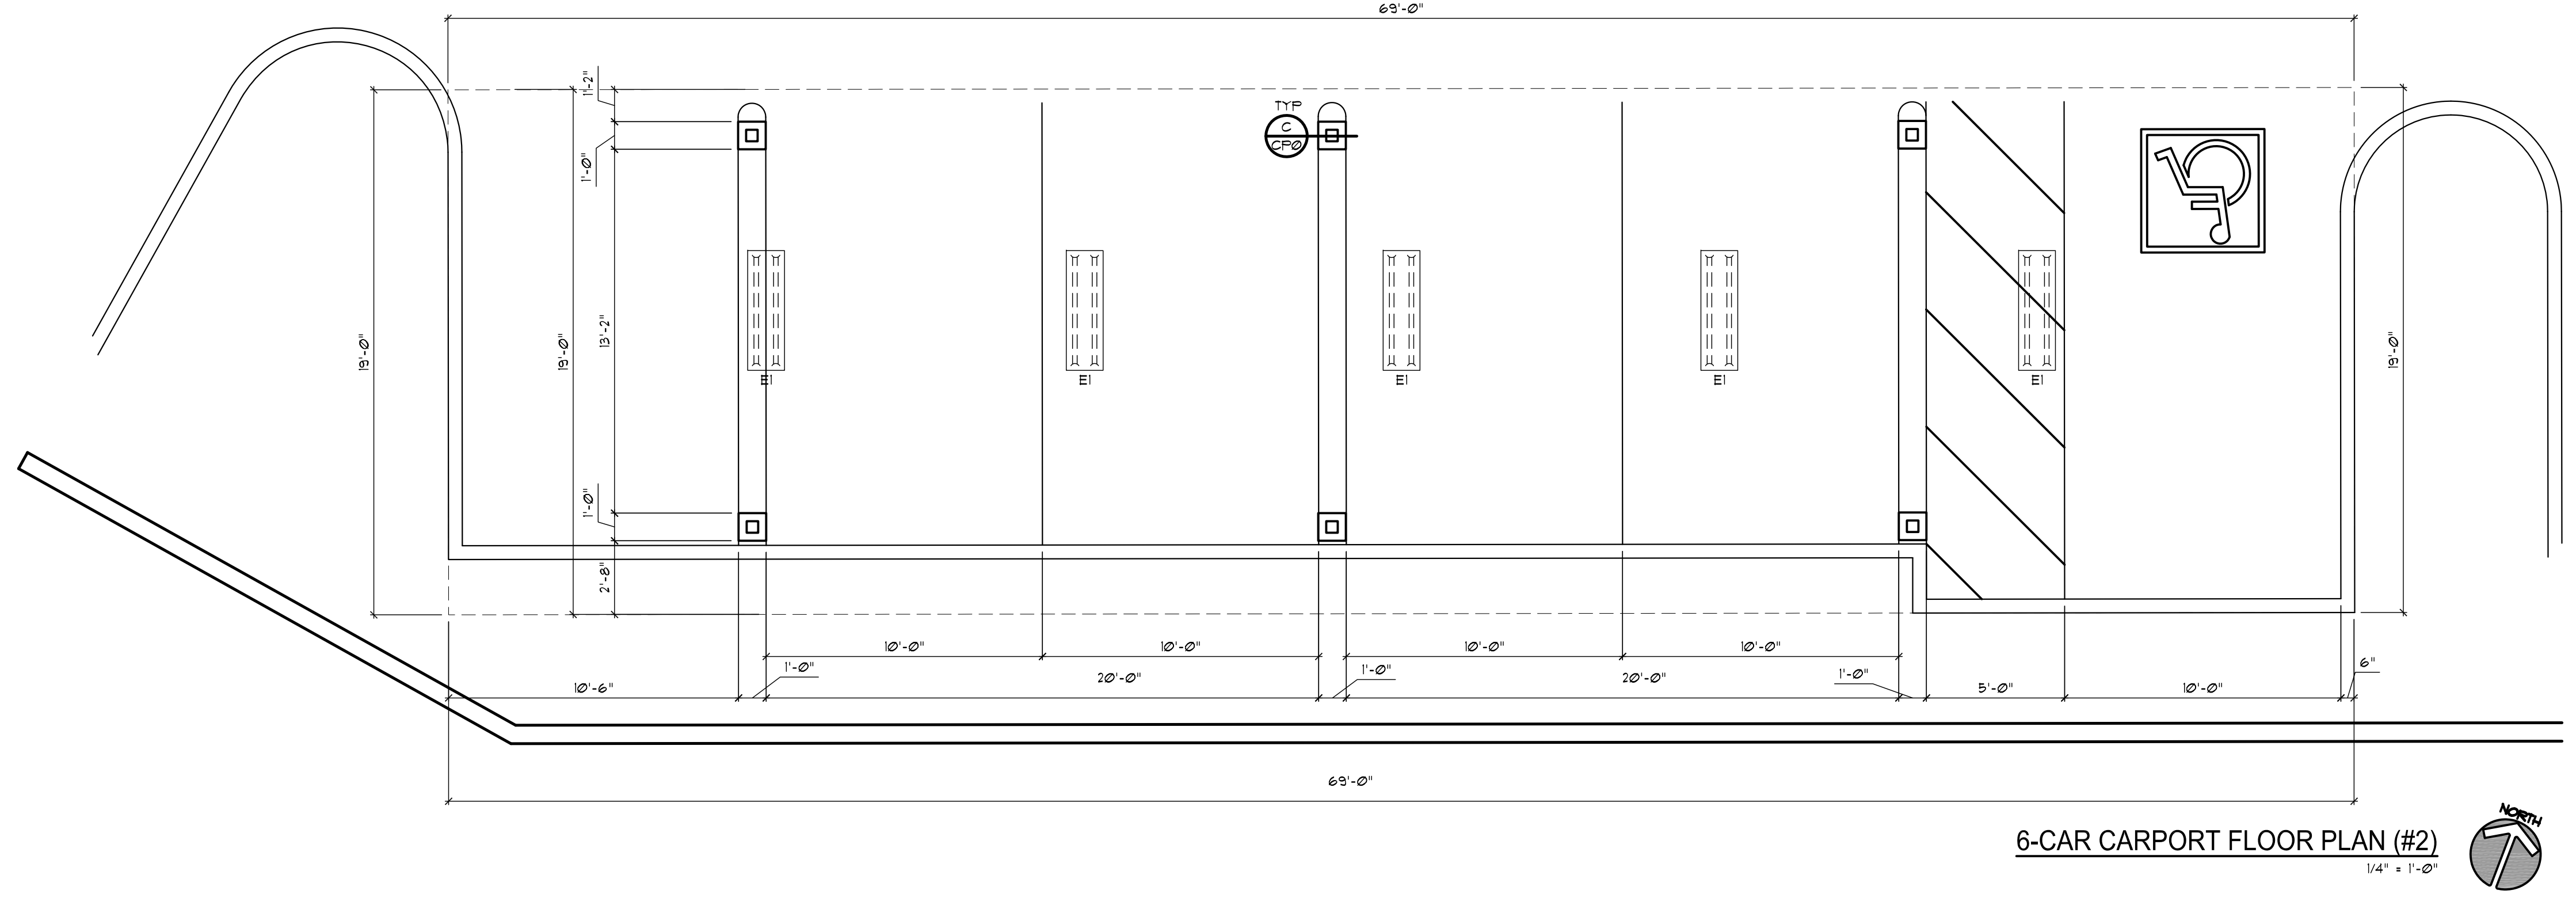 69'-0"
1'-2"
TYP
C
CP0
1'-0"
19'-0"
19'-0"
13'-2"
19'-0"
E1
E1
E1
E1
E1
1'-0"
2'-8"
10'-0"
10'-0"
10'-0"
10'-0"
1'-0"
1'-0"
1'-0"
6"
10'-6"
20'-0"
20'-0"
5'-0"
10'-0"
69'-0"
NORTH
6-CAR CARPORT FLOOR PLAN (#2)
1/4" = 1'-0"